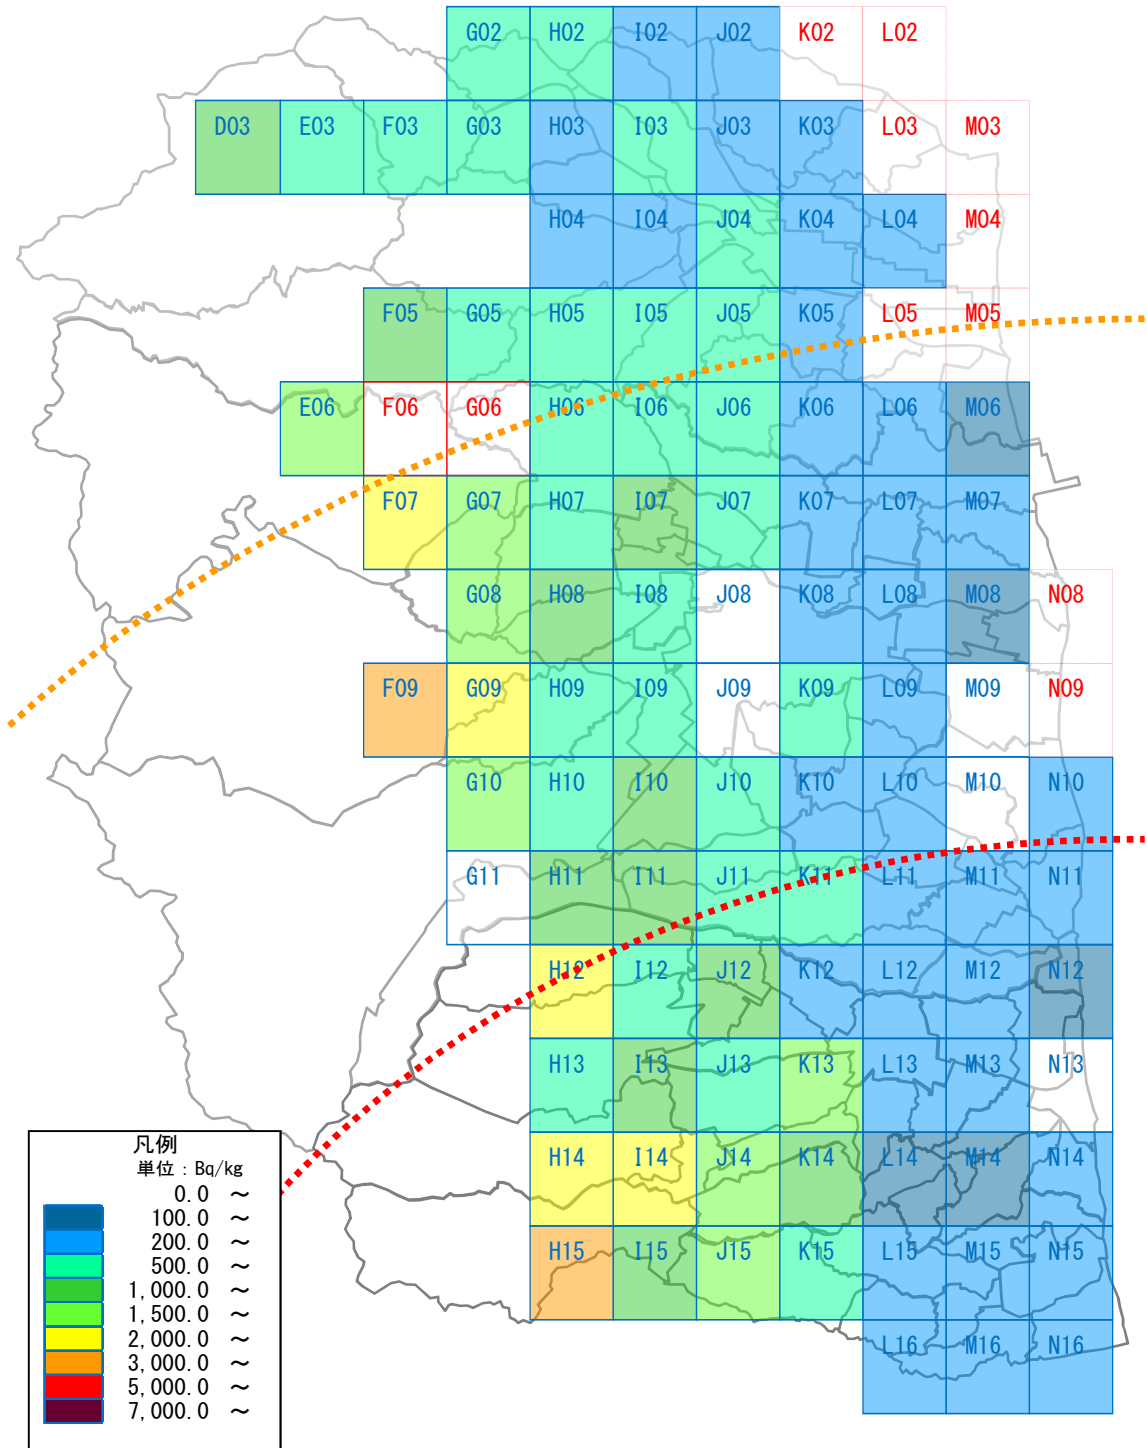 G02 H02 I02 J02 K02 L02
D03 E03 F03 G03 H03 I03 J03 K03 L03 M03
H04 I04 J04 K04 L04 M04
F05 G05 H05 I05 J05 K05 L05 M05
E06 F06 G06 H06 I06 J06 K06 L06 M06
F07 G07 H07 I07 J07 K07 L07 M07
G08 H08 I08 J08 K08 L08 M08 N08
F09 G09 H09 I09 J09 K09 L09 M09 N09
G10 H10 I10 J10 K10 L10 M10 N10
G11 H11 I11 J11 K11 L11 M11 N11
H12 I12 J12 K12 L12 M12 N12
H13 I13 J13 K13 L13 M13 N13
H14 I14 J14 K14 L14 M14 N14
H15 I15 J15 K15 L15 M15 N15
L16 M16 N16
凡例
単位：Bq/kg
0.0 ～
100.0 ～
200.0 ～
500.0 ～
1,000.0 ～
1,500.0 ～
2,000.0 ～
3,000.0 ～
5,000.0 ～
7,000.0 ～